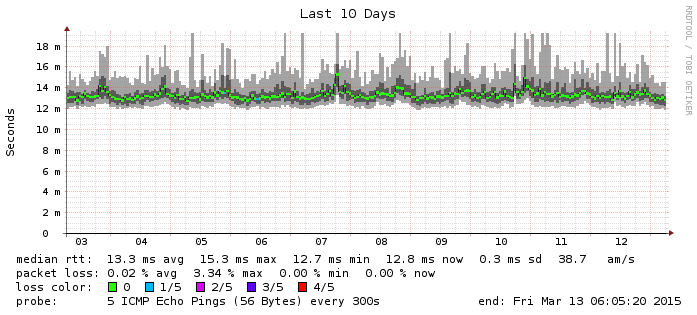 Last 10 Days
RRDTOOL / TOBI OETIKER
Seconds
18 m
16 m
14 m
12 m
10 m
8 m
6 m
4 m
2 m
0
03 04 05 06 07 08 09 10 11 12
median rtt: 13.3 ms avg 15.3 ms max 12.7 ms min 12.8 ms now 0.3 ms sd 38.7 am/s
packet loss: 0.02 % avg 3.34 % max 0.00 % min 0.00 % now
loss color: 0 1/5 2/5 3/5 4/5
probe: 5 ICMP Echo Pings (56 Bytes) every 300s end: Fri Mar 13 06:05:20 2015